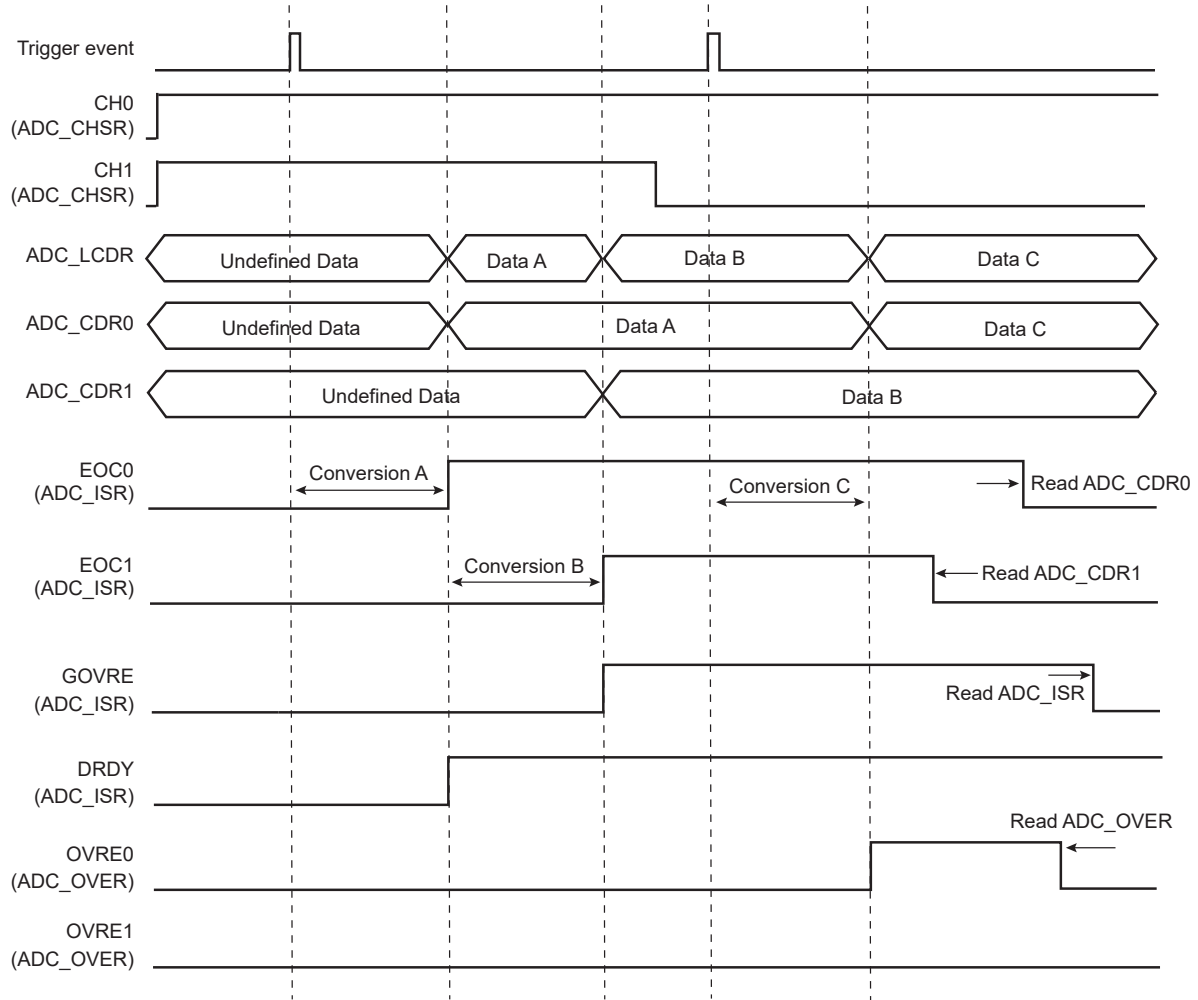 Trigger event
CH0
(ADC_CHSR)
CH1
(ADC_CHSR)
ADC_LCDR
Undefined Data
Data A
Data B
Data C
ADC_CDR0
Undefined Data
Data A
Data C
ADC_CDR1
Undefined Data
Data B
EOC0
(ADC_ISR)
Conversion A
Conversion C
Read ADC_CDR0
EOC1
(ADC_ISR)
Conversion B
Read ADC_CDR1
GOVRE
(ADC_ISR)
Read ADC_ISR
DRDY
(ADC_ISR)
Read ADC_OVER
OVRE0
(ADC_OVER)
OVRE1
(ADC_OVER)